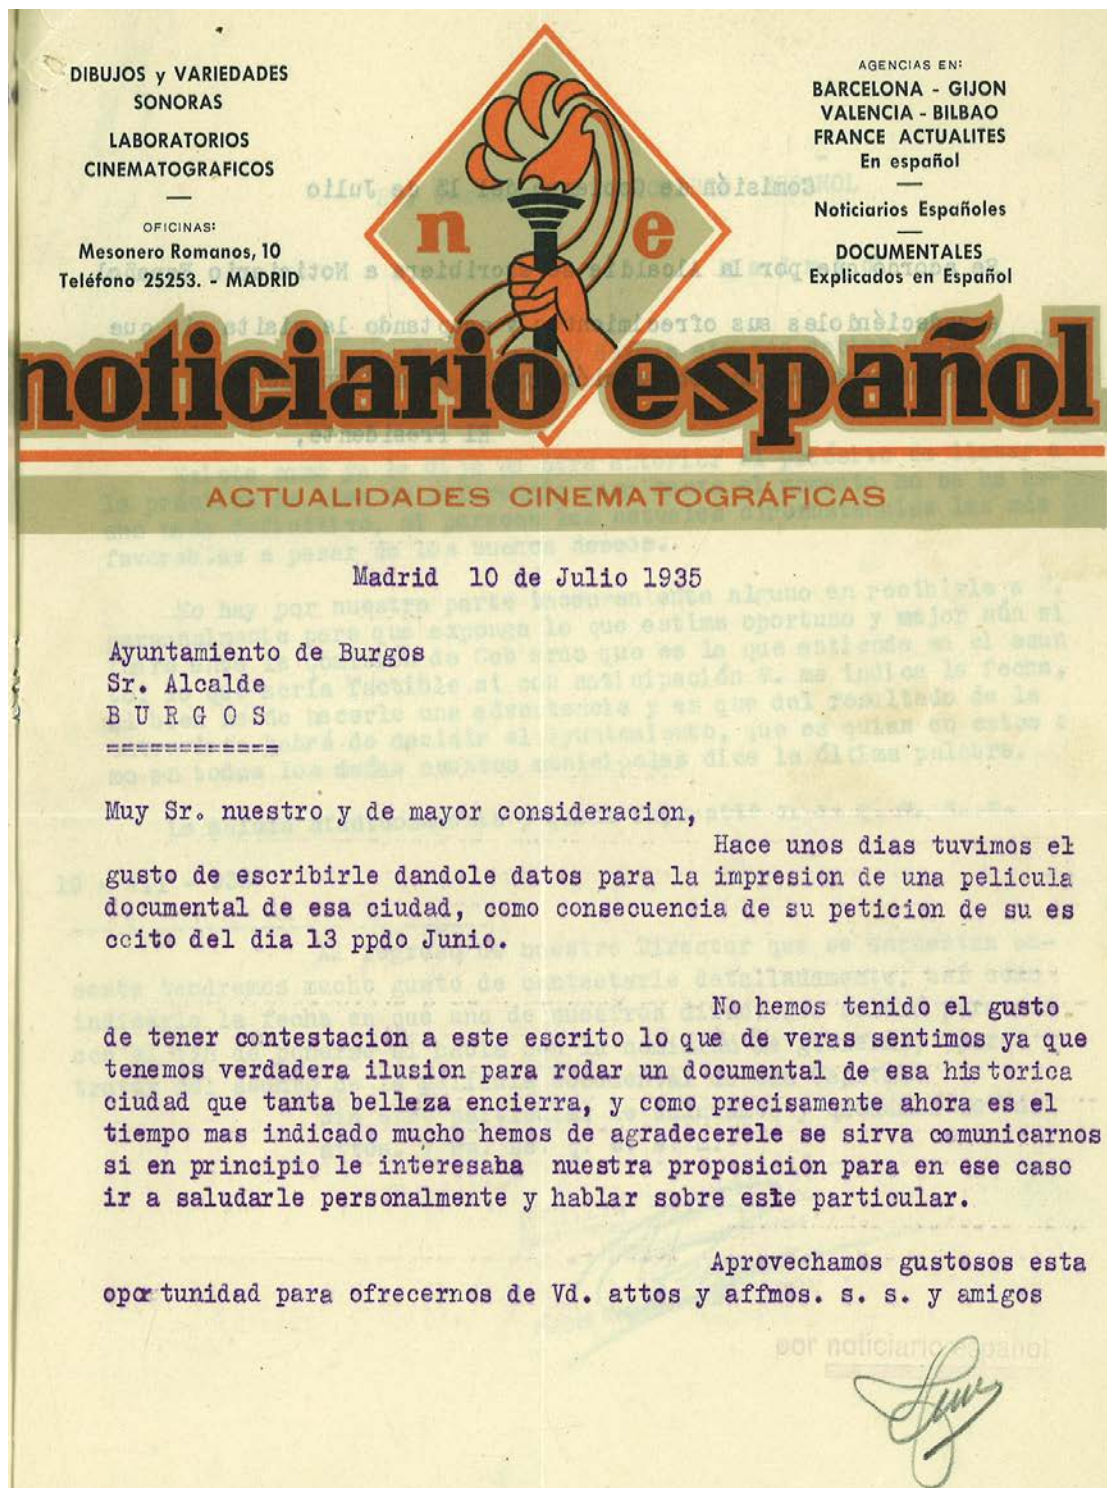 DIBUJOS y VARIEDADES
SONORAS
LABORATORIOS
CINEMATOGRAFICOS
OFICINAS:
Mesonero Romanos, 10
Teléfono 25253. - MADRID
n e
AGENCIAS EN:
BARCELONA - GIJON
VALENCIA - BILBAO
FRANCE ACTUALITES
En español
Noticiarios Españoles
DOCUMENTALES
Explicados en Español
noticiario español
ACTUALIDADES CINEMATOGRÁFICAS
Madrid 10 de Julio 1935
Ayuntamiento de Burgos
Sr. Alcalde
B U R G O S
============
Muy Sr. nuestro y de mayor consideracion,
Hace unos dias tuvimos el
gusto de escribirle dandole datos para la impresion de una pelicula
documental de esa ciudad, como consecuencia de su peticion de su es
ccito del dia 13 ppdo Junio.
No hemos tenido el gusto
de tener contestacion a este escrito lo que de veras sentimos ya que
tenemos verdadera ilusion para rodar un documental de esa historica
ciudad que tanta belleza encierra, y como precisamente ahora es el
tiempo mas indicado mucho hemos de agradecerele se sirva comunicarnos
si en principio le interesaba nuestra proposicion para en ese caso
ir a saludarle personalmente y hablar sobre este particular.
Aprovechamos gustosos esta
oportunidad para ofrecernos de Vd. attos y affmos. s. s. y amigos
por noticiario español